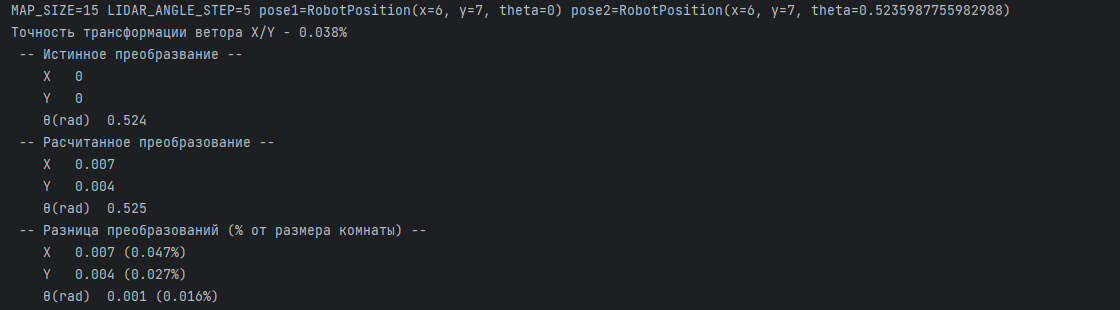 MAP_SIZE=15 LIDAR_ANGLE_STEP=5 pose1=RobotPosition(x=6, y=7, theta=0) pose2=RobotPosition(x=6, y=7, theta=0.5235987755982988)
Точность трансформации ветора X/Y - 0.038%
-- Истинное преобразвание --
X 0
Y 0
θ(rad) 0.524
-- Расчитанное преобразование --
X 0.007
Y 0.004
θ(rad) 0.525
-- Разница преобразований (% от размера комнаты) --
X 0.007 (0.047%)
Y 0.004 (0.027%)
θ(rad) 0.001 (0.016%)